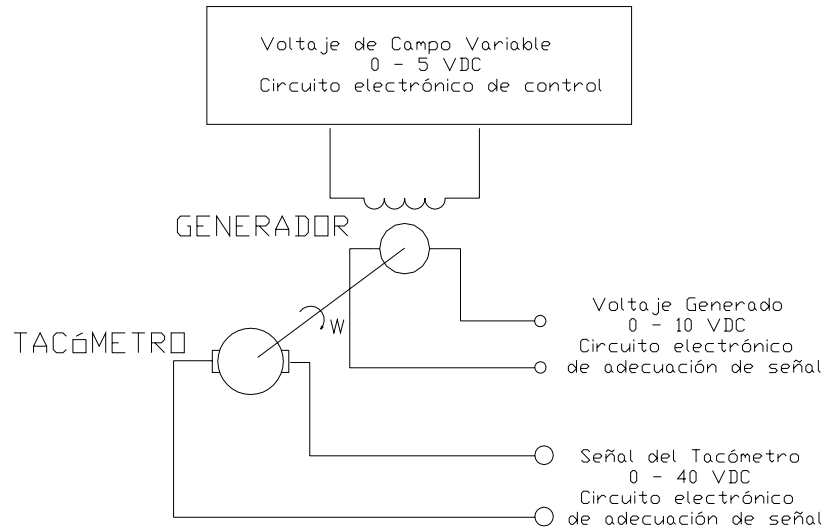 Voltaje de Campo Variable
0 - 5 VDC
Circuito electrónico de control
GENERADOR
W
TACóMETRO
Voltaje Generado
0 - 10 VDC
Circuito electrónico
de adecuación de señal
Señal del Tacómetro
0 - 40 VDC
Circuito electrónico
de adecuación de señal